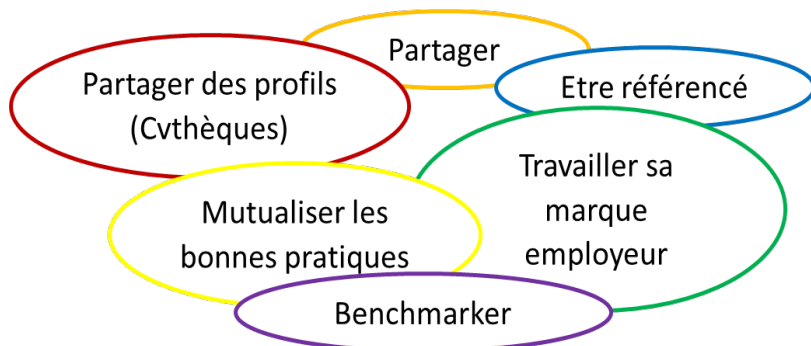 Partager
Partager des profils
(Cvthèques)
Etre référencé
Travailler sa
marque
employeur
Mutualiser les
bonnes pratiques
Benchmarker